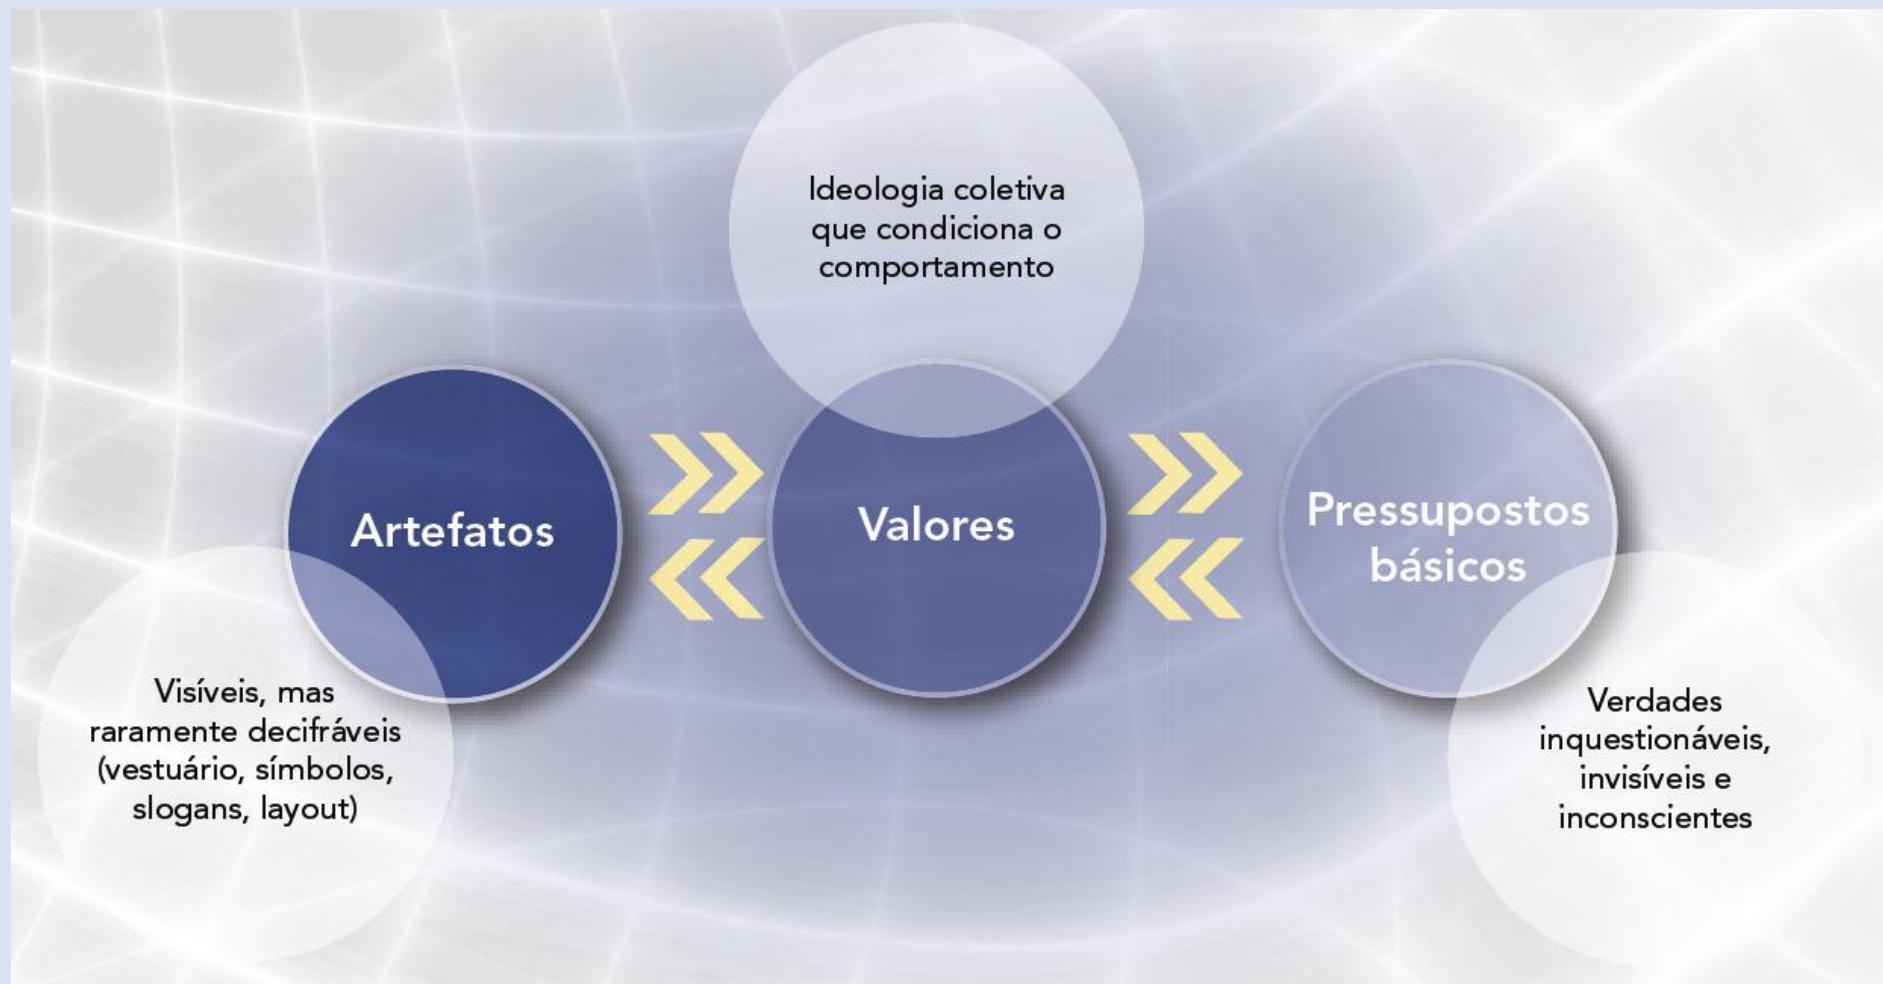 Ideologia coletiva
que condiciona o
comportamento
Artefatos
Valores
Pressupostos
básicos
Visíveis, mas
raramente decifráveis
(vestuário, símbolos,
slogans, layout)
Verdades
inquestionáveis,
invisíveis e
inconscientes